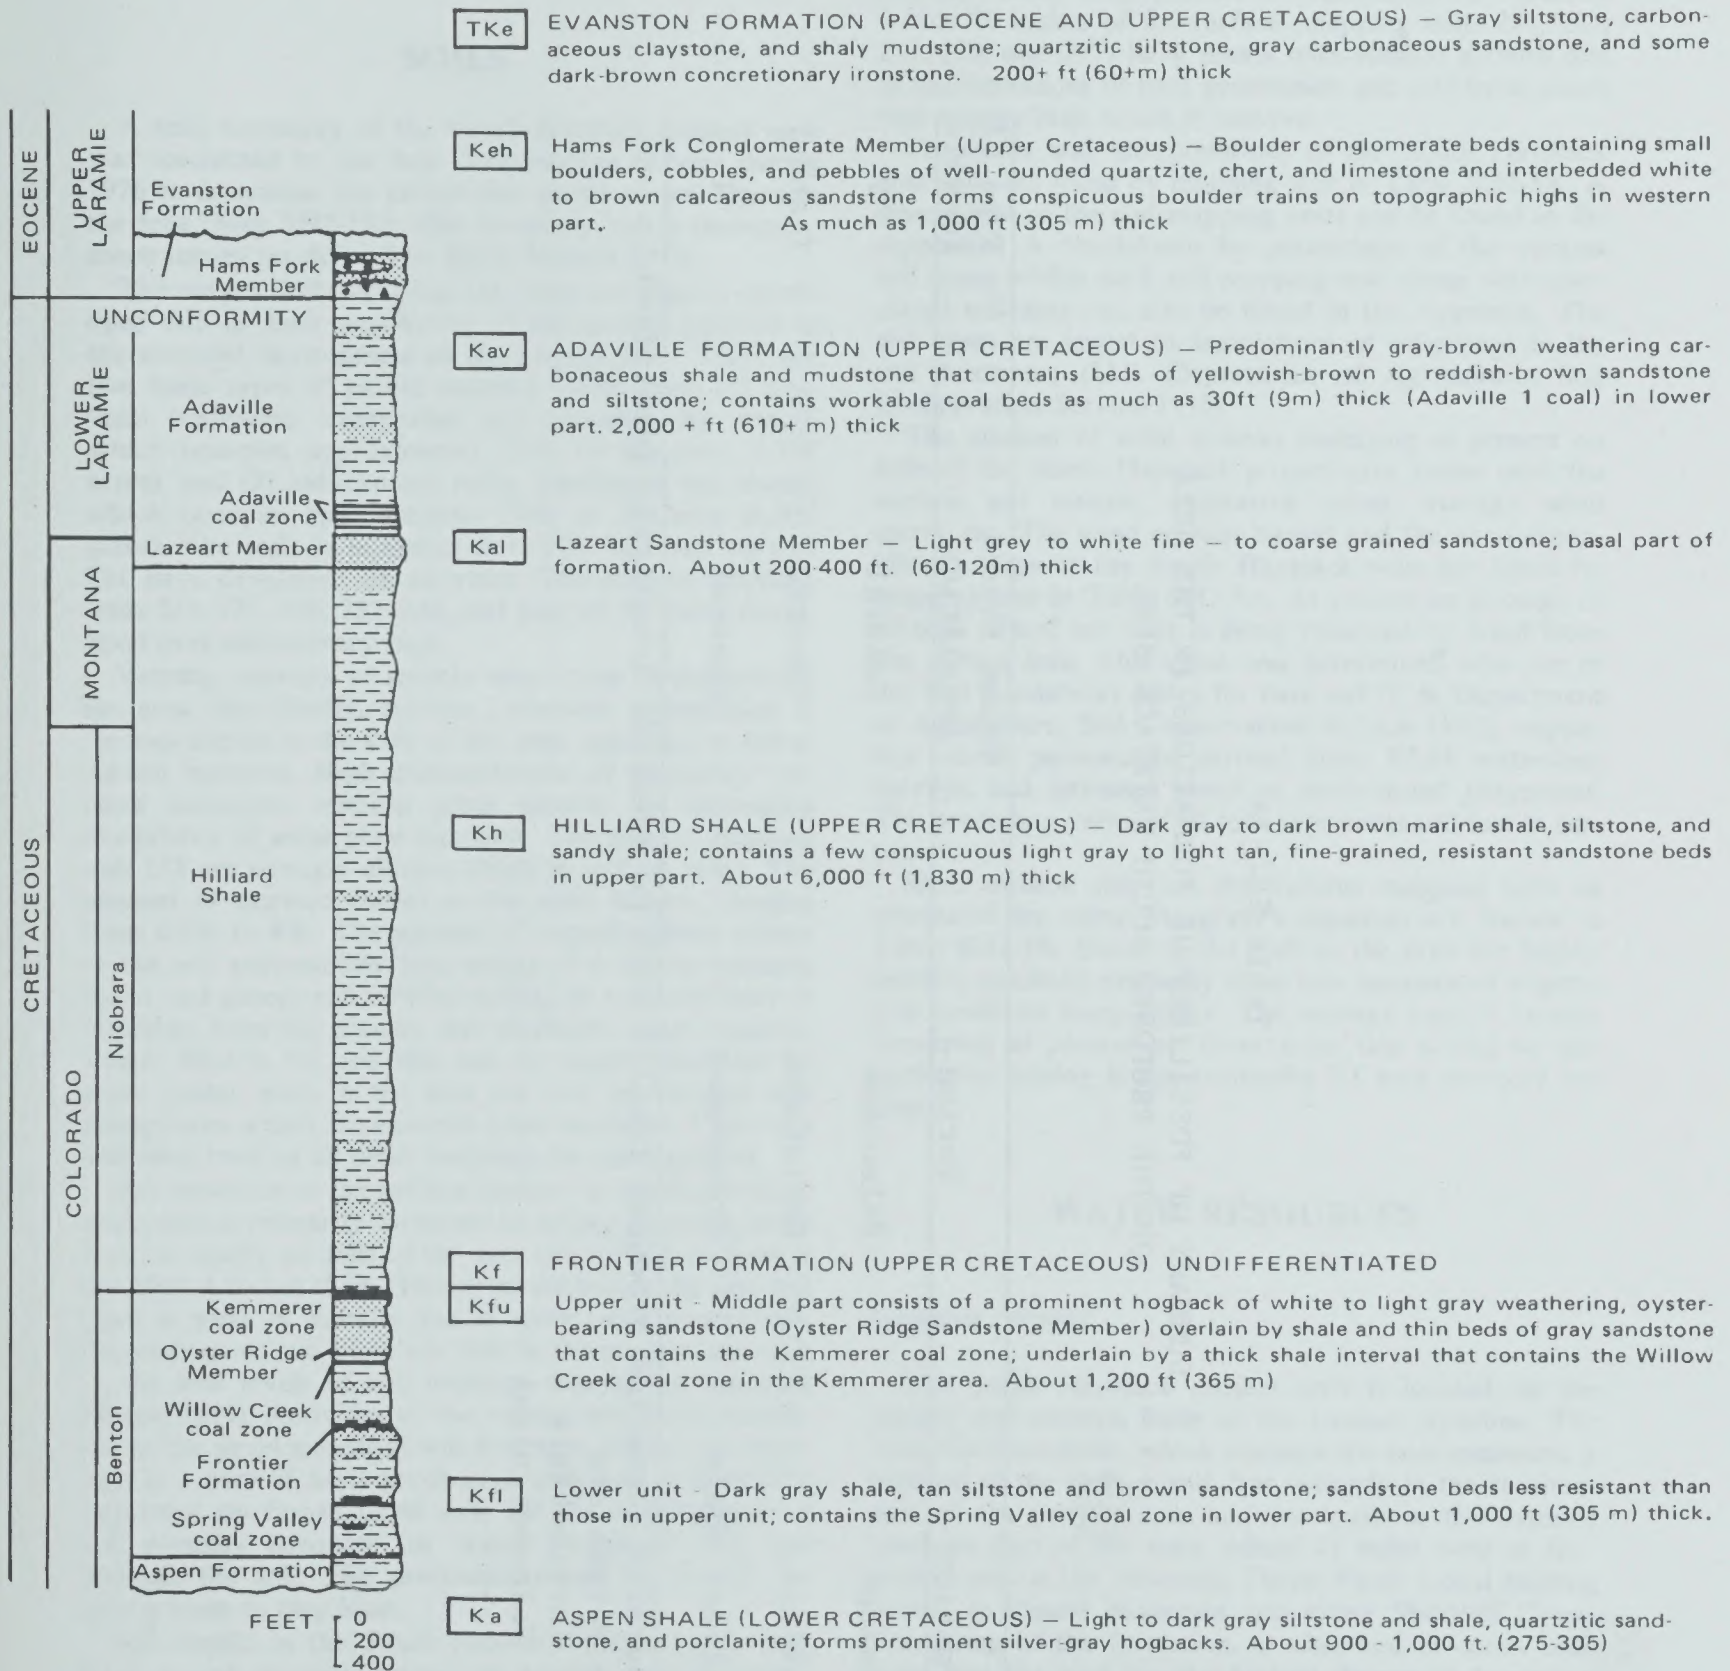 TKe
EVANSTON FORMATION (PALEOCENE AND UPPER CRETACEOUS) — Gray siltstone, carbon-
aceous claystone, and shaly mudstone; quartzitic siltstone, gray carbonaceous sandstone, and some
dark-brown concretionary ironstone. 200+ ft (60+m) thick
Keh
Hams Fork Conglomerate Member (Upper Cretaceous) — Boulder conglomerate beds containing small
boulders, cobbles, and pebbles of well-rounded quartzite, chert, and limestone and interbedded white
to brown calcareous sandstone forms conspicuous boulder trains on topographic highs in western
part. As much as 1,000 ft (305 m) thick
Kav
ADAVILLE FORMATION (UPPER CRETACEOUS) — Predominantly gray-brown weathering car-
bonaceous shale and mudstone that contains beds of yellowish-brown to reddish-brown sandstone
and siltstone; contains workable coal beds as much as 30ft (9m) thick (Adaville 1 coal) in lower
part. 2,000 + ft (610+ m) thick
Kal
Lazeart Sandstone Member — Light grey to white fine — to coarse grained sandstone; basal part of
formation. About 200-400 ft. (60-120m) thick
Kh
HILLIARD SHALE (UPPER CRETACEOUS) — Dark gray to dark brown marine shale, siltstone, and
sandy shale; contains a few conspicuous light gray to light tan, fine-grained, resistant sandstone beds
in upper part. About 6,000 ft (1,830 m) thick
Kf
FRONTIER FORMATION (UPPER CRETACEOUS) UNDIFFERENTIATED
Kfu
Upper unit - Middle part consists of a prominent hogback of white to light gray weathering, oyster-
bearing sandstone (Oyster Ridge Sandstone Member) overlain by shale and thin beds of gray sandstone
that contains the Kemmerer coal zone; underlain by a thick shale interval that contains the Willow
Creek coal zone in the Kemmerer area. About 1,200 ft (365 m)
Kfl
Lower unit - Dark gray shale, tan siltstone and brown sandstone; sandstone beds less resistant than
those in upper unit; contains the Spring Valley coal zone in lower part. About 1,000 ft (305 m) thick.
Ka
ASPEN SHALE (LOWER CRETACEOUS) — Light to dark gray siltstone and shale, quartzitic sand-
stone, and porclanite; forms prominent silver-gray hogbacks. About 900 - 1,000 ft. (275-305)
EOCENE
CRETACEOUS
UPPER
LARAMIE
LOWER
LARAMIE
MONTANA
COLORADO
Niobrara
Benton
Evanston
Formation
Hams Fork
Member
UNCONFORMITY
Adaville
Formation
Adaville
coal zone
Lazeart Member
Hilliard
Shale
Kemmerer
coal zone
Oyster Ridge
Member
Willow Creek
coal zone
Frontier
Formation
Spring Valley
coal zone
Aspen Formation
FEET
0
200
400